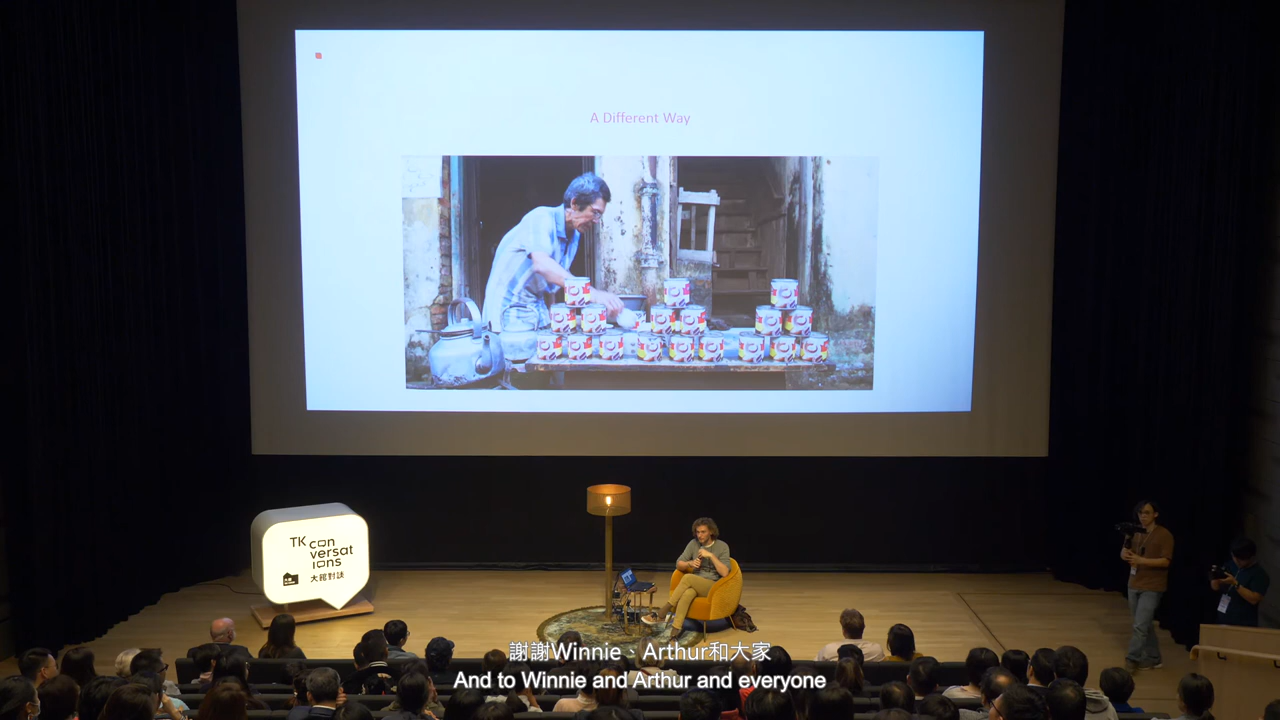 A Different Way
TK con
versat
ions
大館對談
謝謝Winnie、Arthur和大家
And to Winnie and Arthur and everyone